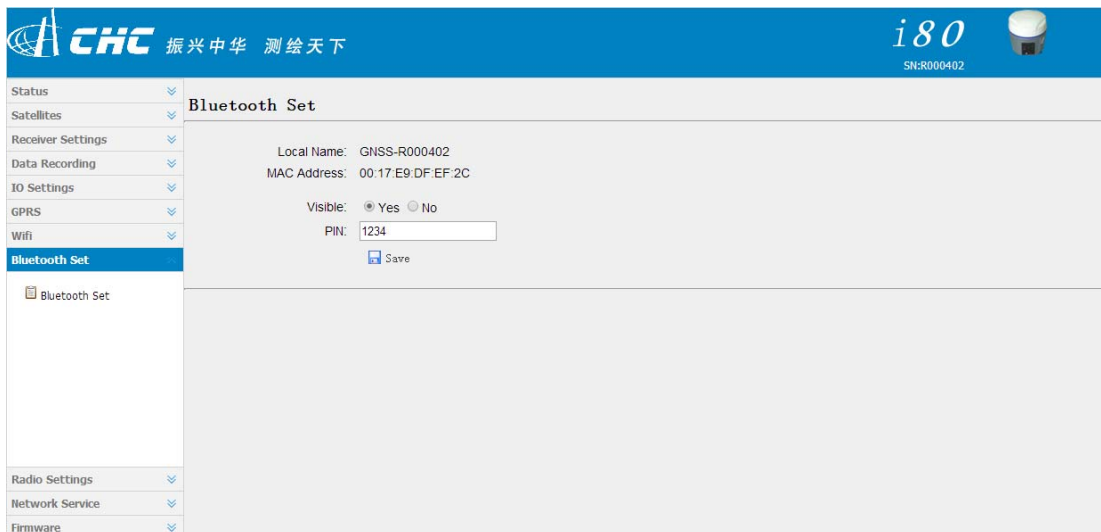 CHC 振兴中华 测绘天下
i80
SN:R000402
Status
Satellites
Receiver Settings
Data Recording
IO Settings
GPRS
Wifi
Bluetooth Set
Bluetooth Set
Radio Settings
Network Service
Firmware
Bluetooth Set
Local Name: GNSS-R000402
MAC Address: 00:17:E9:DF:EF:2C
Visible: Yes No
PIN: 1234
Save